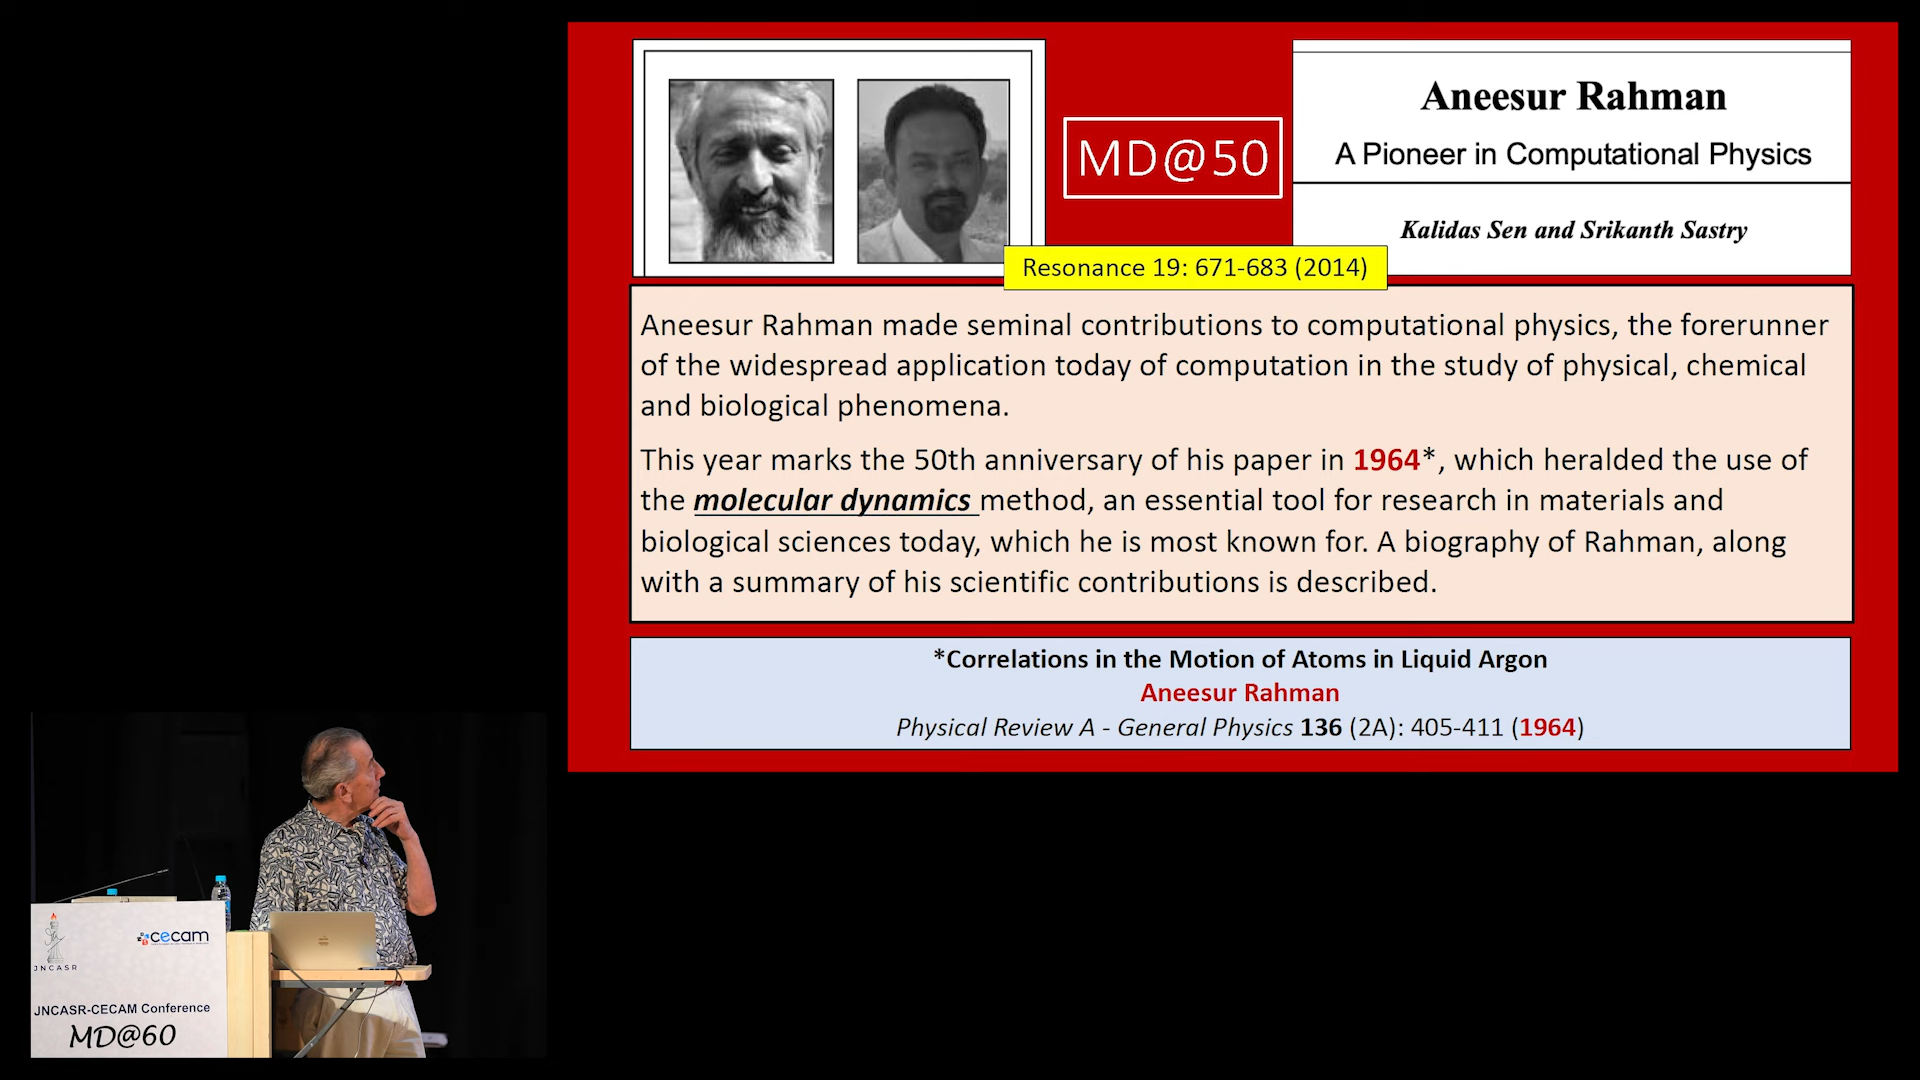 MD@50
Aneesur Rahman
A Pioneer in Computational Physics
Kalidas Sen and Srikanth Sastry
Resonance 19: 671-683 (2014)
Aneesur Rahman made seminal contributions to computational physics, the forerunner
of the widespread application today of computation in the study of physical, chemical
and biological phenomena.
This year marks the 50th anniversary of his paper in 1964*, which heralded the use of
the molecular dynamics method, an essential tool for research in materials and
biological sciences today, which he is most known for. A biography of Rahman, along
with a summary of his scientific contributions is described.
*Correlations in the Motion of Atoms in Liquid Argon
Aneesur Rahman
Physical Review A - General Physics 136 (2A): 405-411 (1964)
JNCASR
cecam
JNCASR-CECAM Conference
MD@60